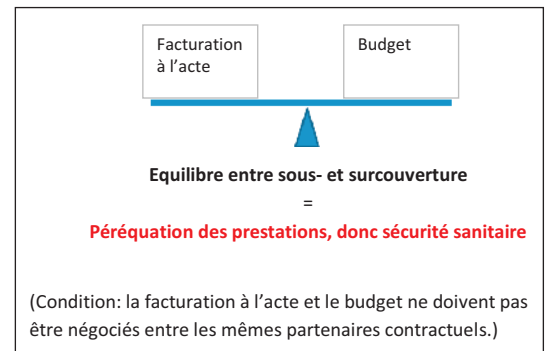 Facturation
à l’acte
Budget
Equilibre entre sous- et surcouverture
=
Péréquation des prestations, donc sécurité sanitaire
(Condition: la facturation à l’acte et le budget ne doivent pas
être négociés entre les mêmes partenaires contractuels.)